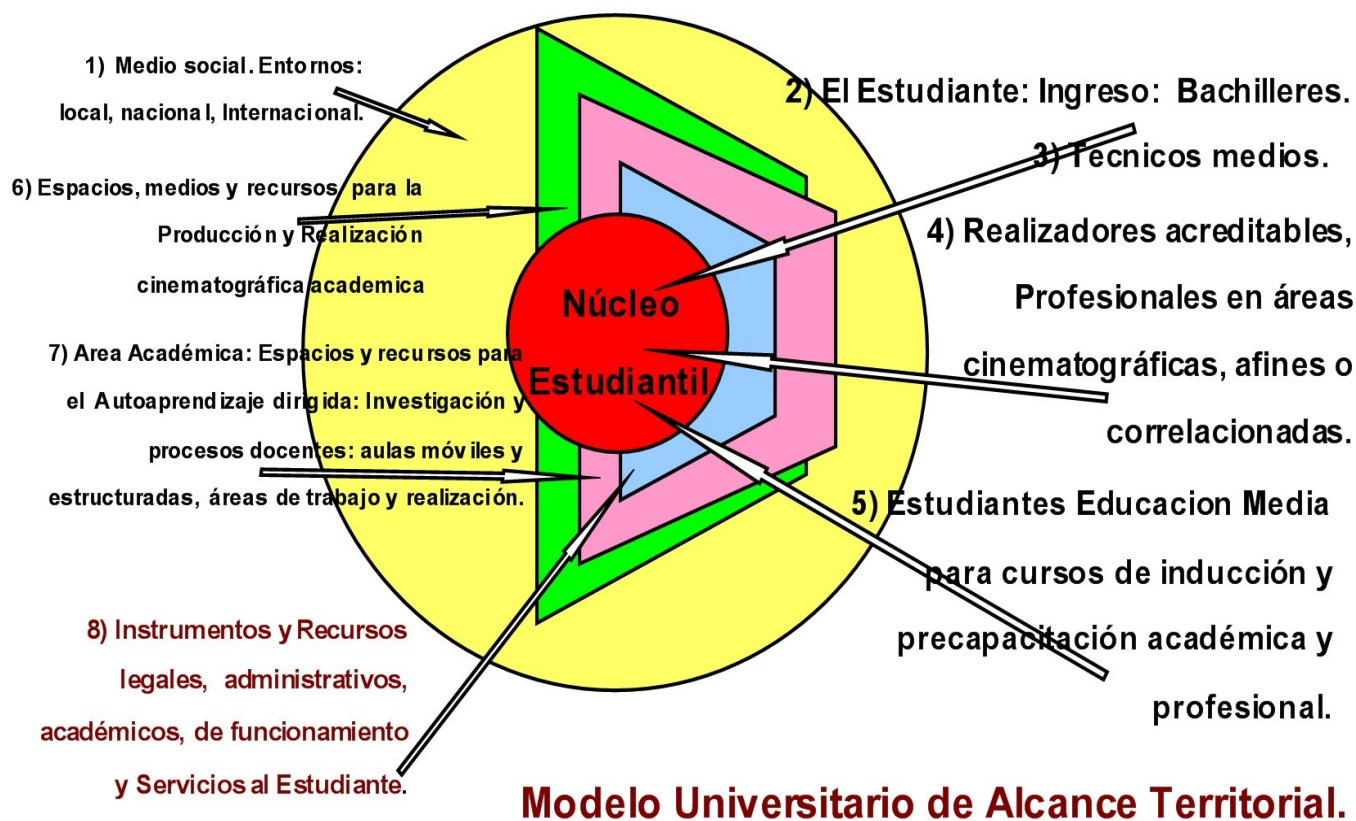 1) Medio social. Entornos:
local, nacional, Internacional.
2) El Estudiante: Ingreso: Bachilleres.
3) Tecnicos medios.
4) Realizadores acreditables,
Profesionales en áreas
cinematográficas, afines o
correlacionadas.
5) Estudiantes Educacion Media
para cursos de inducción y
precapacitación académica y
profesional.
6) Espacios, medios y recursos para la
Producción y Realización
cinematográfica academica
7) Area Académica: Espacios y recursos para
el Autoaprendizaje dirigida: Investigación y
procesos docentes: aulas móviles y
estructuradas, áreas de trabajo y realización.
8) Instrumentos y Recursos
legales, administrativos,
académicos, de funcionamiento
y Servicios al Estudiante.
Núcleo
Estudiantil
Modelo Universitario de Alcance Territorial.